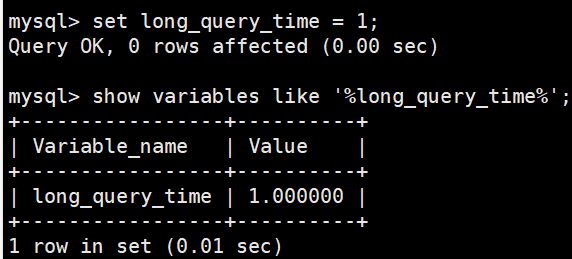 mysql> set long_query_time = 1;
Query OK, 0 rows affected (0.00 sec)

mysql> show variables like '%long_query_time%';
+-----------------+----------+
| Variable_name   | Value    |
+-----------------+----------+
| long_query_time | 1.000000 |
+-----------------+----------+
1 row in set (0.01 sec)